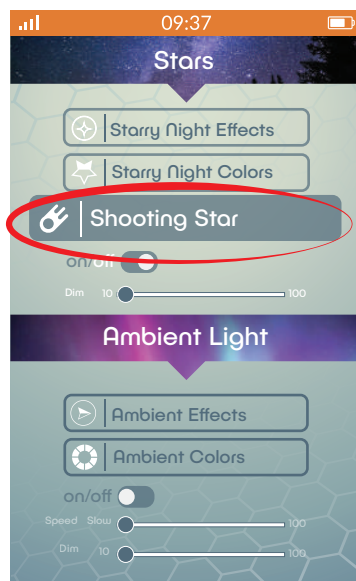 09:37
Stars
Starry Night Effects
Starry Night Colors
Shooting Star
on/off
Dim 10 100
Ambient Light
Ambient Effects
Ambient Colors
on/off
Speed Slow 100
Dim 10 100